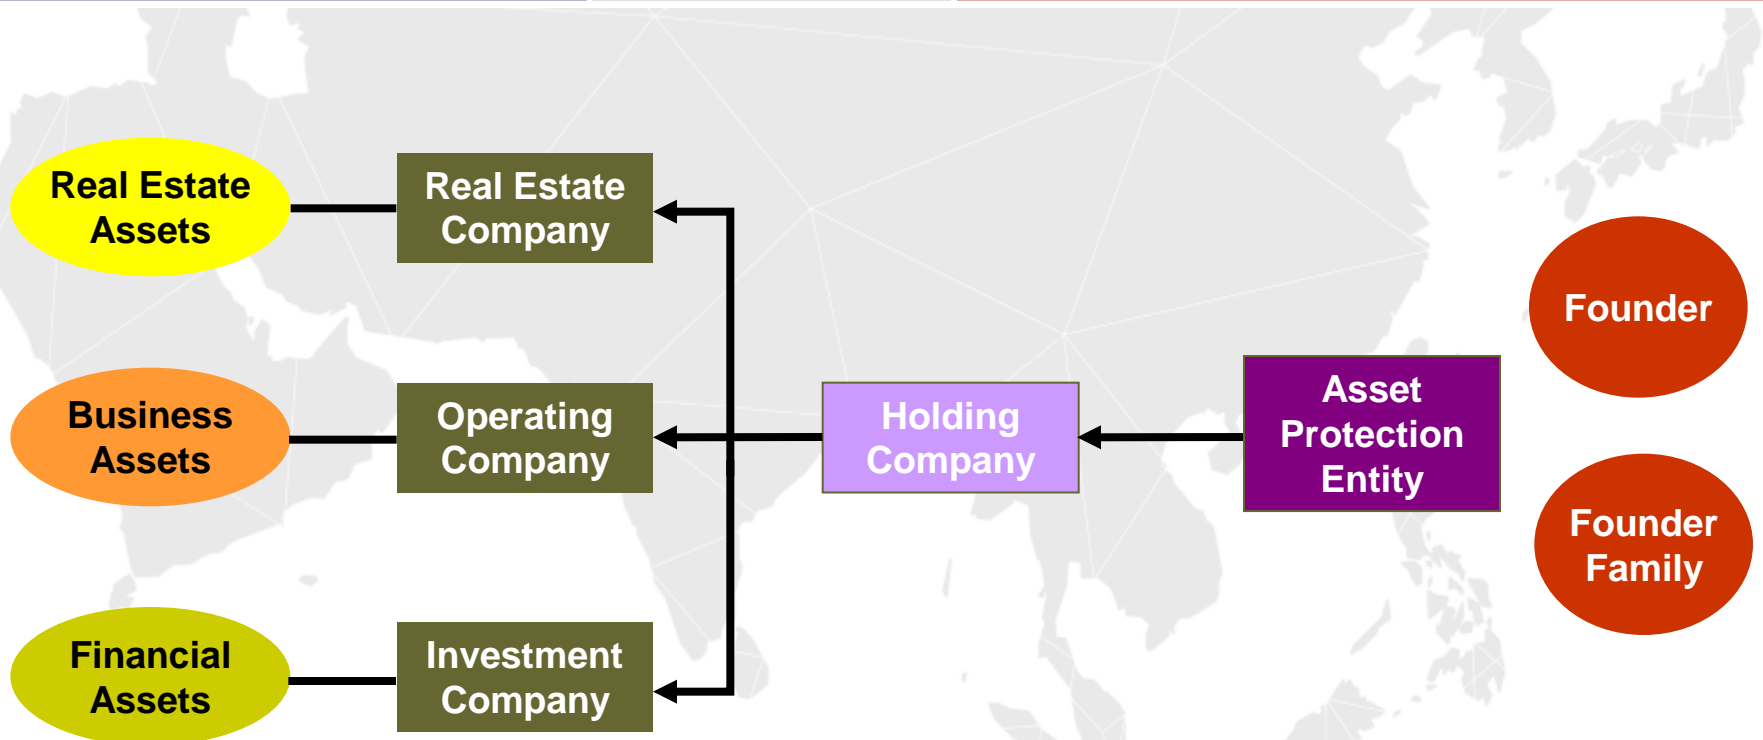 Real Estate
Assets
Real Estate
Company
Founder
Business
Assets
Operating
Company
Holding
Company
Asset
Protection
Entity
Founder
Family
Financial
Assets
Investment
Company